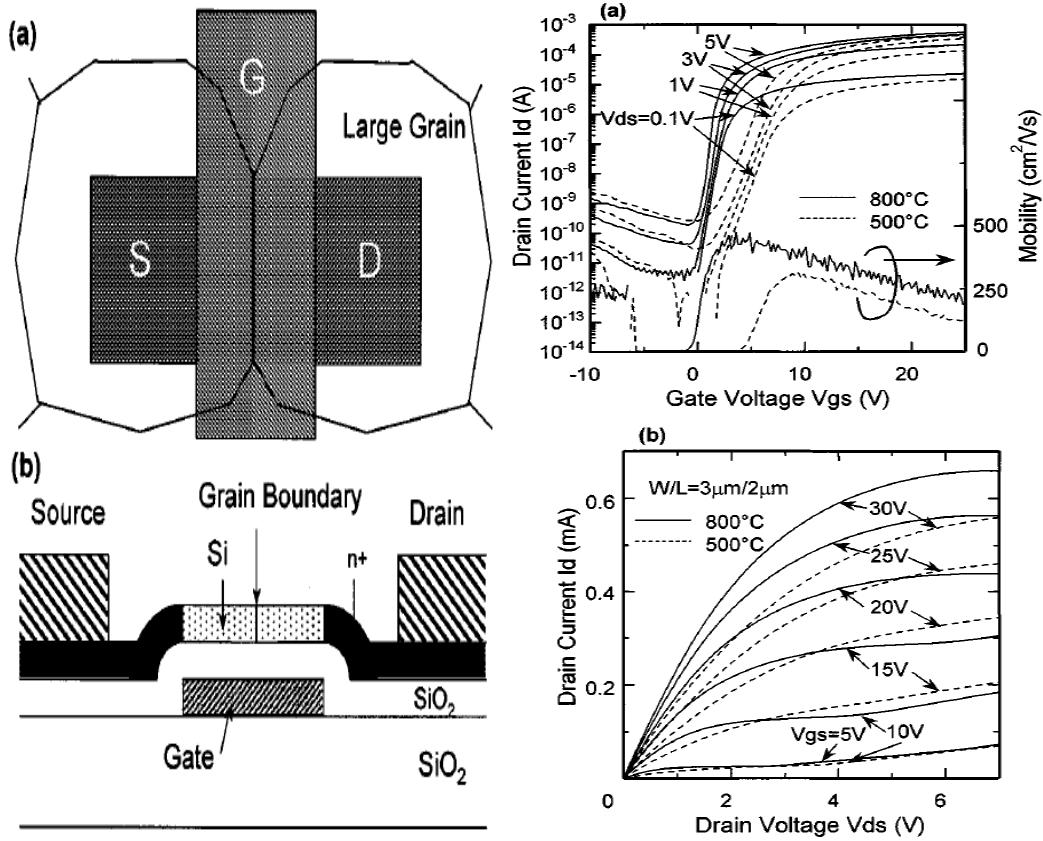 (a)
G
Large Grain
S
D
(b)
Grain Boundary
Source
Drain
Si
n+
SiO2
Gate
SiO2
(a)
Drain Current Id (A)
10-3
10-4
10-5
10-6
10-7
10-8
10-9
10-10
10-11
10-12
10-13
10-14
5V
3V
1V
Vds=0.1V
800°C
500°C
Mobility (cm2/Vs)
500
250
0
-10
0
10
20
Gate Voltage Vgs (V)
(b)
Drain Current Id (mA)
0.6
0.4
0.2
W/L=3μm/2μm
800°C
500°C
30V
25V
20V
15V
Vgs=5V
10V
0
2
4
6
Drain Voltage Vds (V)